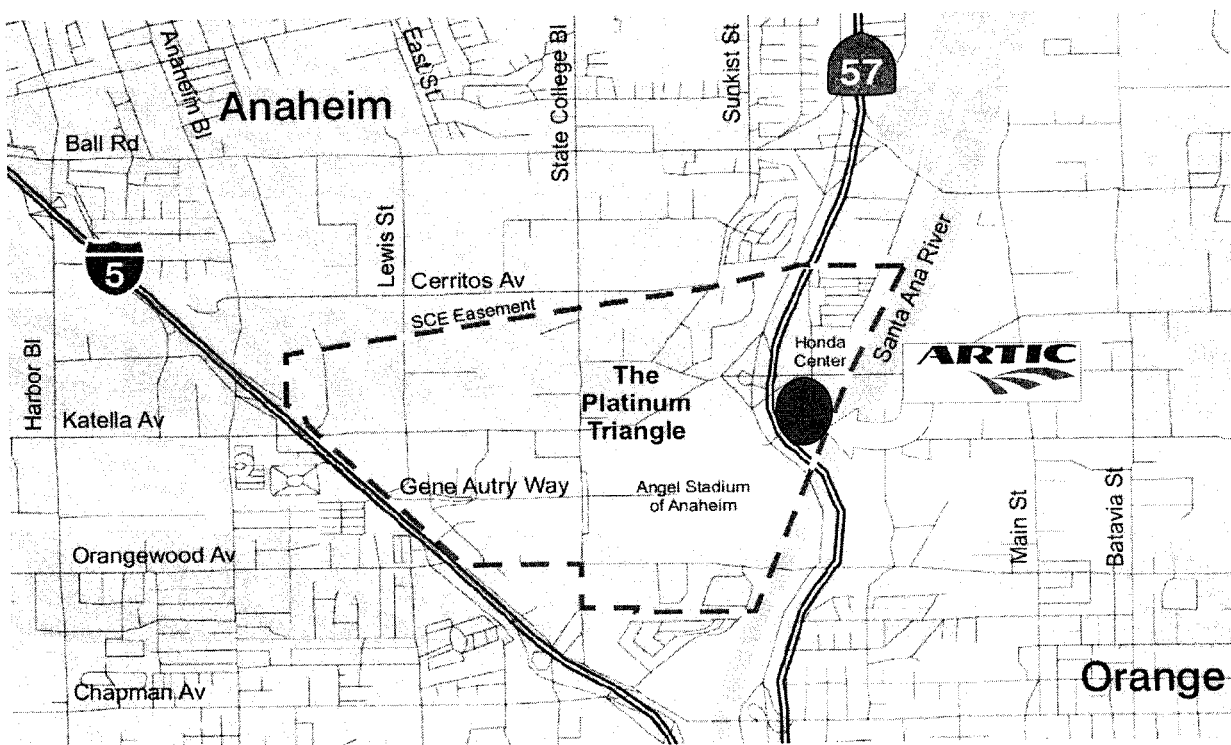 Anaheim Bl
East St
State College Bl
Sunkist St
57
Anaheim
Ball Rd
Lewis St
5
Cerritos Av
SCE Easement
Santa Ana River
Harbor Bl
Honda
Center
ARTIC
The
Platinum
Triangle
Katella Av
Gene Autry Way
Angel Stadium
of Anaheim
Main St
Batavia St
Orangewood Av
Chapman Av
Orange